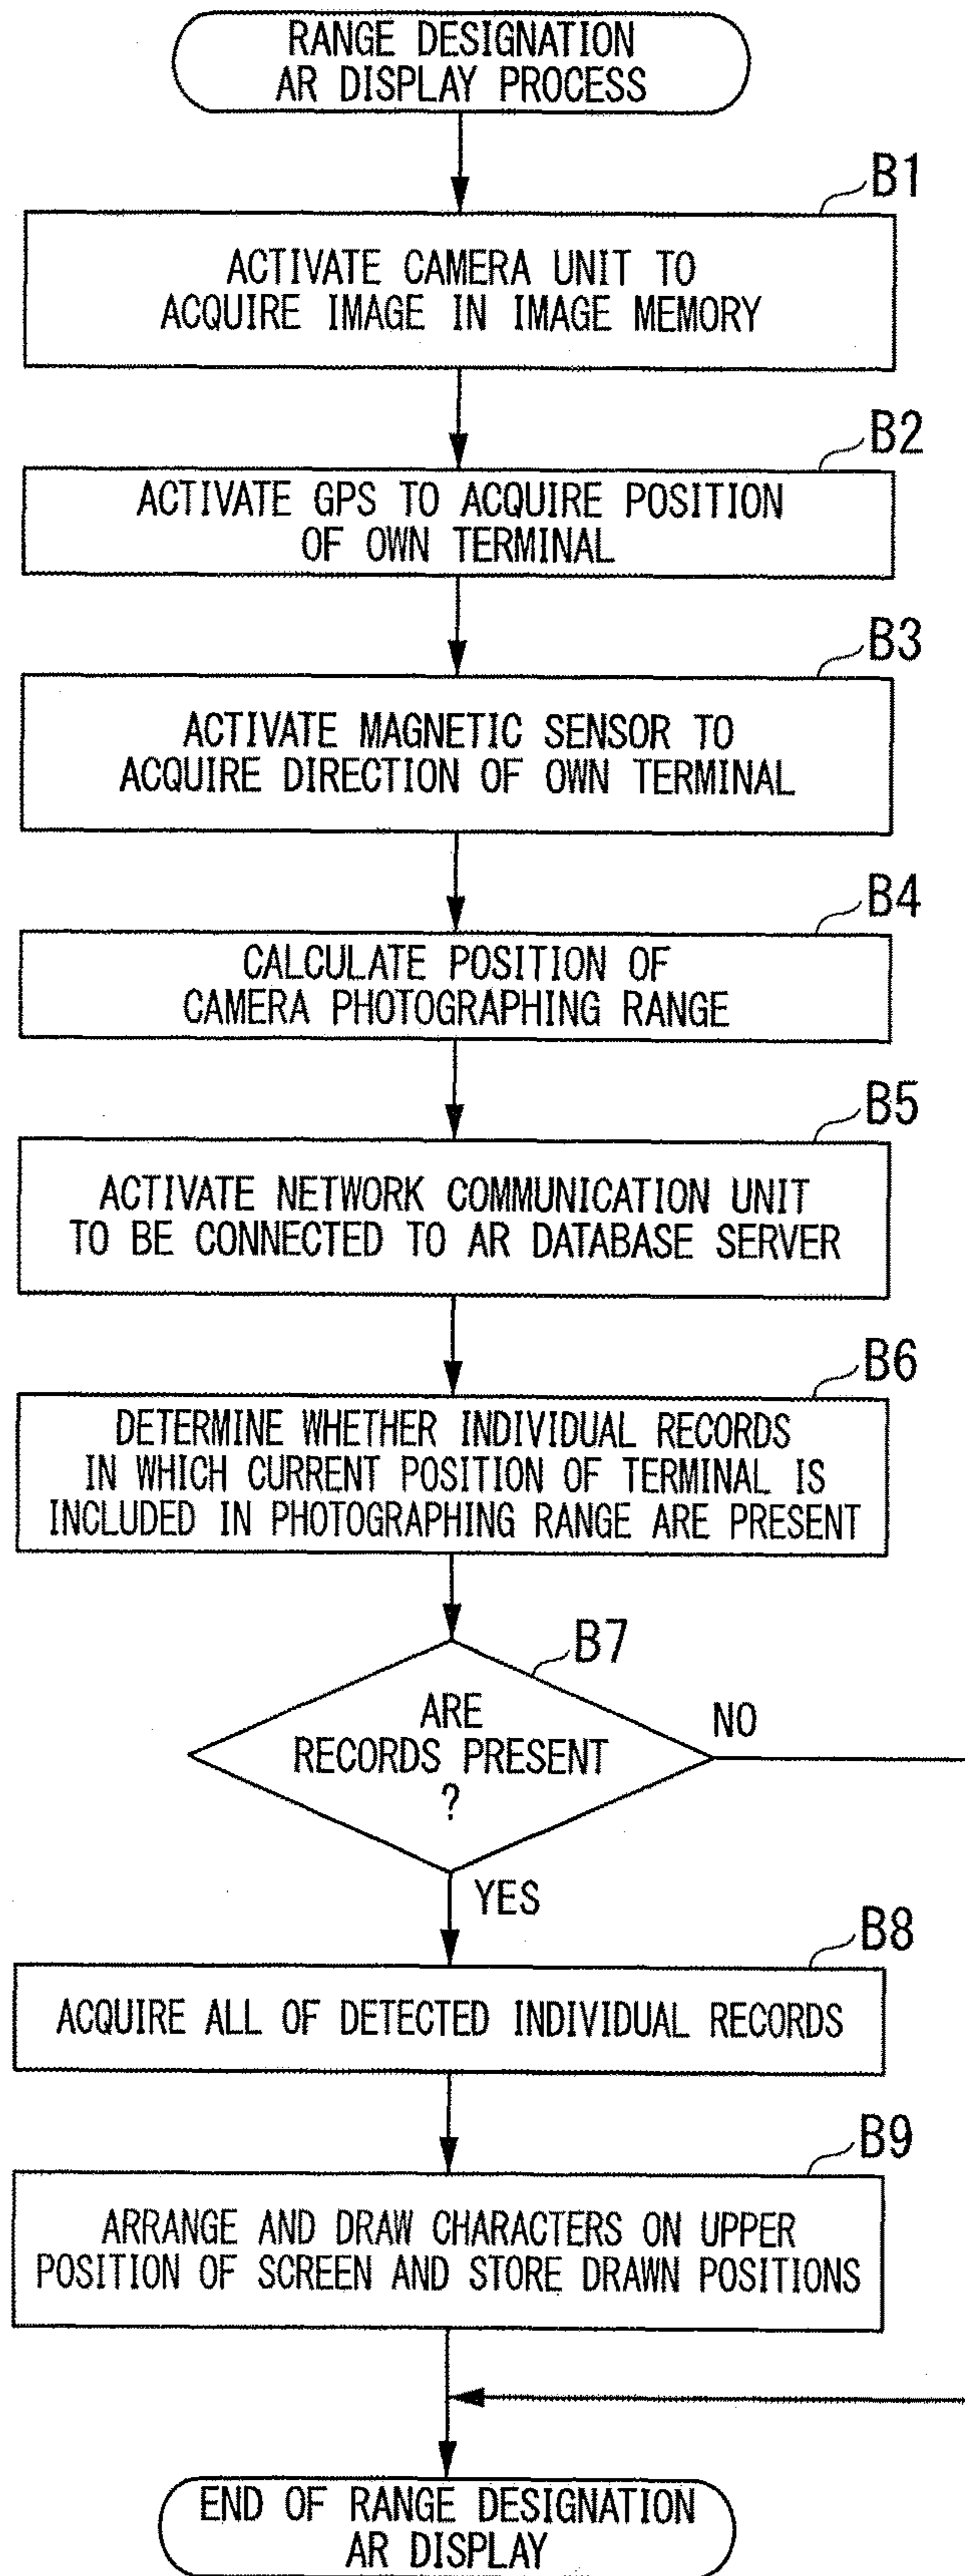 RANGE DESIGNATION
AR DISPLAY PROCESS
B1
ACTIVATE CAMERA UNIT TO
ACQUIRE IMAGE IN IMAGE MEMORY
B2
ACTIVATE GPS TO ACQUIRE POSITION
OF OWN TERMINAL
B3
ACTIVATE MAGNETIC SENSOR TO
ACQUIRE DIRECTION OF OWN TERMINAL
B4
CALCULATE POSITION OF
CAMERA PHOTOGRAPHING RANGE
B5
ACTIVATE NETWORK COMMUNICATION UNIT
TO BE CONNECTED TO AR DATABASE SERVER
B6
DETERMINE WHETHER INDIVIDUAL RECORDS
IN WHICH CURRENT POSITION OF TERMINAL IS
INCLUDED IN PHOTOGRAPHING RANGE ARE PRESENT
B7
ARE
RECORDS PRESENT
?
NO
YES
B8
ACQUIRE ALL OF DETECTED INDIVIDUAL RECORDS
B9
ARRANGE AND DRAW CHARACTERS ON UPPER
POSITION OF SCREEN AND STORE DRAWN POSITIONS
END OF RANGE DESIGNATION
AR DISPLAY